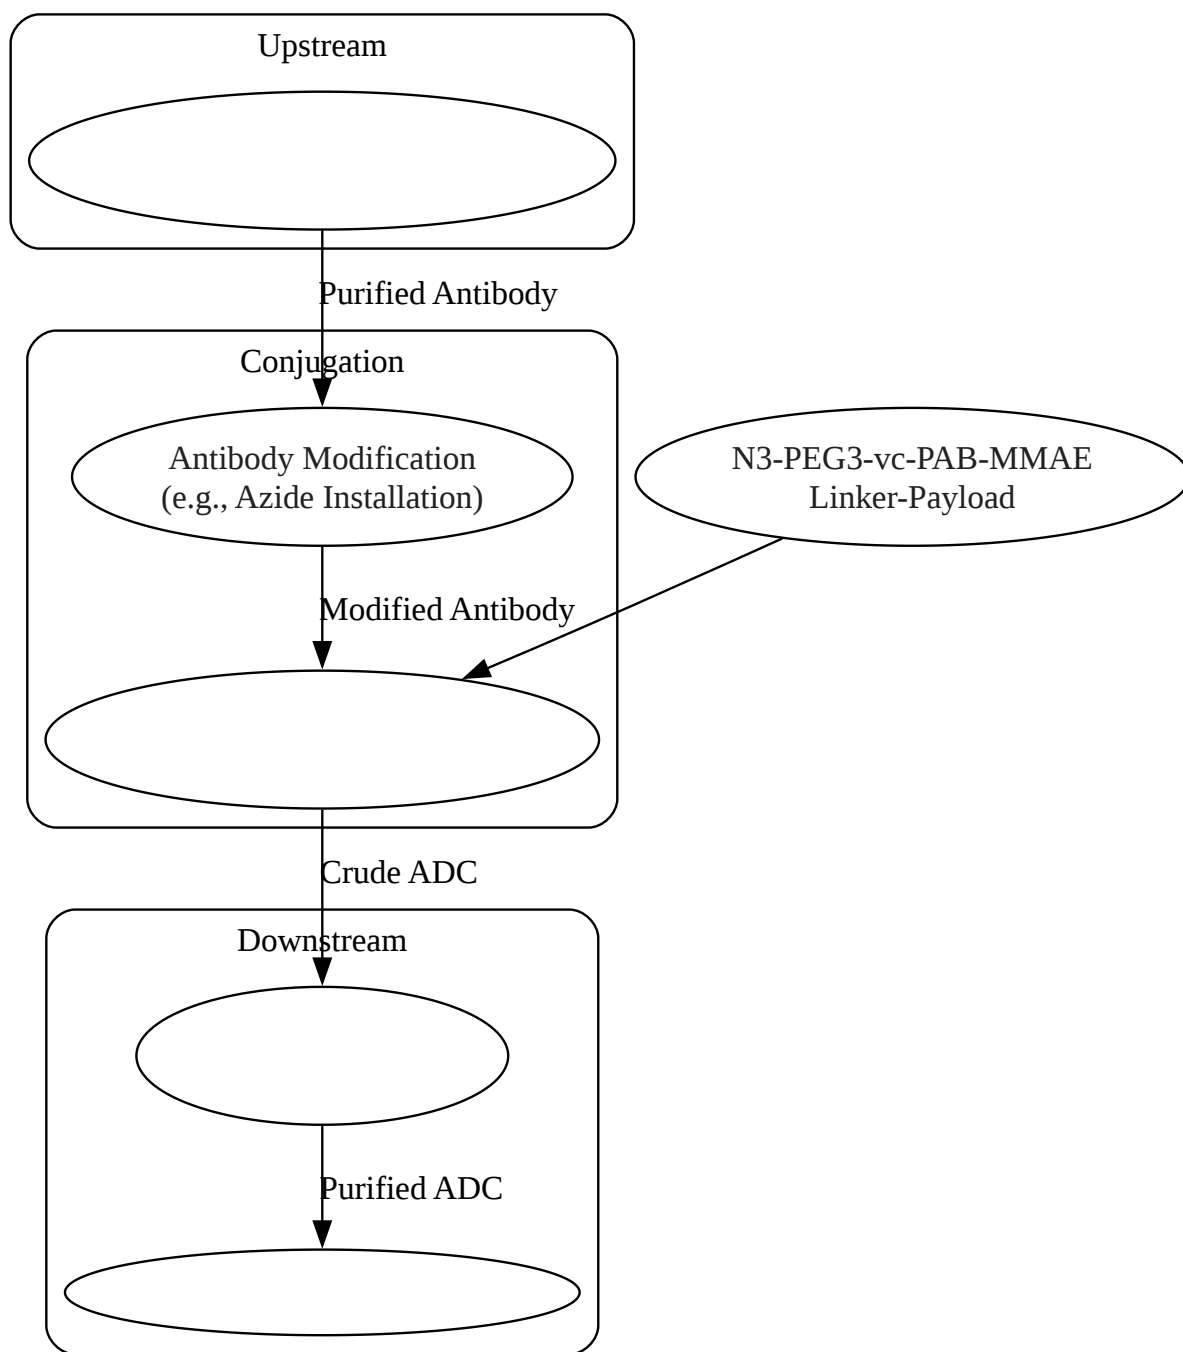 Upstream
Purified Antibody
Conjugation
Antibody Modification
(e.g., Azide Installation)
N3-PEG3-vc-PAB-MMAE
Linker-Payload
Modified Antibody
Crude ADC
Downstream
Purified ADC